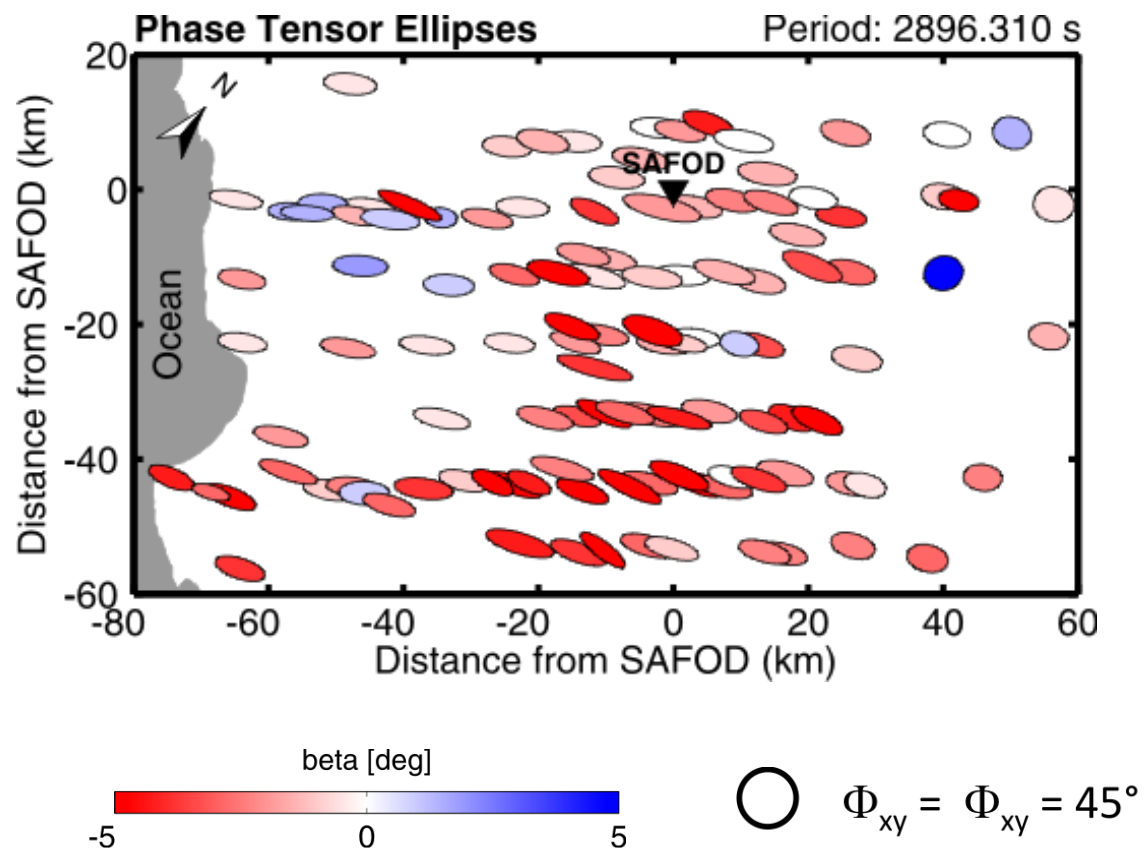 Phase Tensor Ellipses Period: 2896.310 s
N
SAFOD
Ocean
Distance from SAFOD (km)
20
0
-20
-40
-60
-80 -60 -40 -20 0 20 40 60
Distance from SAFOD (km)
beta [deg]
-5 0 5
Φxy = Φxy = 45°